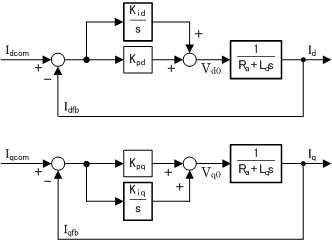 K_id
s
+
I_dcom
K_pd
1
R_a + L_d s
I_d
+
−
+
V_d0
I_dfb
I_qcom
K_pq
+
1
R_a + L_q s
I_q
+
−
+
V_q0
K_iq
s
I_qfb